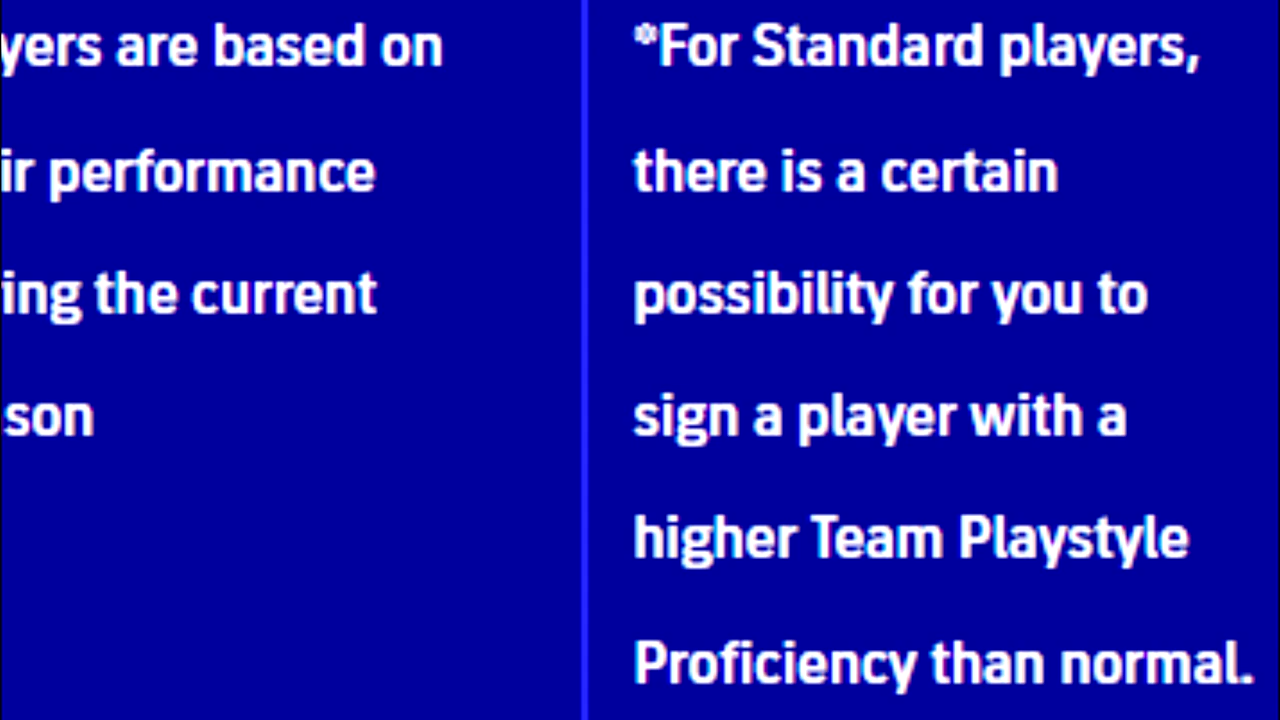 yers are based on
ir performance
ing the current
son
*For Standard players,
there is a certain
possibility for you to
sign a player with a
higher Team Playstyle
Proficiency than normal.